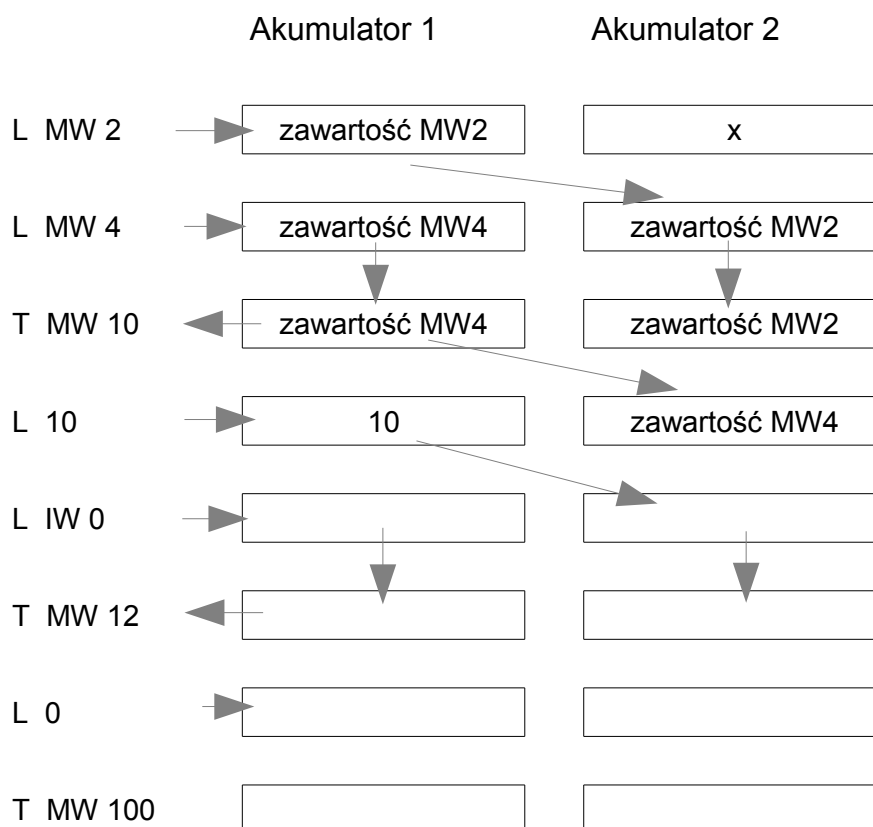 Akumulator 1 Akumulator 2
L MW 2 zawartość MW2 x
L MW 4 zawartość MW4 zawartość MW2
T MW 10 zawartość MW4 zawartość MW2
L 10 10 zawartość MW4
L IW 0
T MW 12
L 0
T MW 100